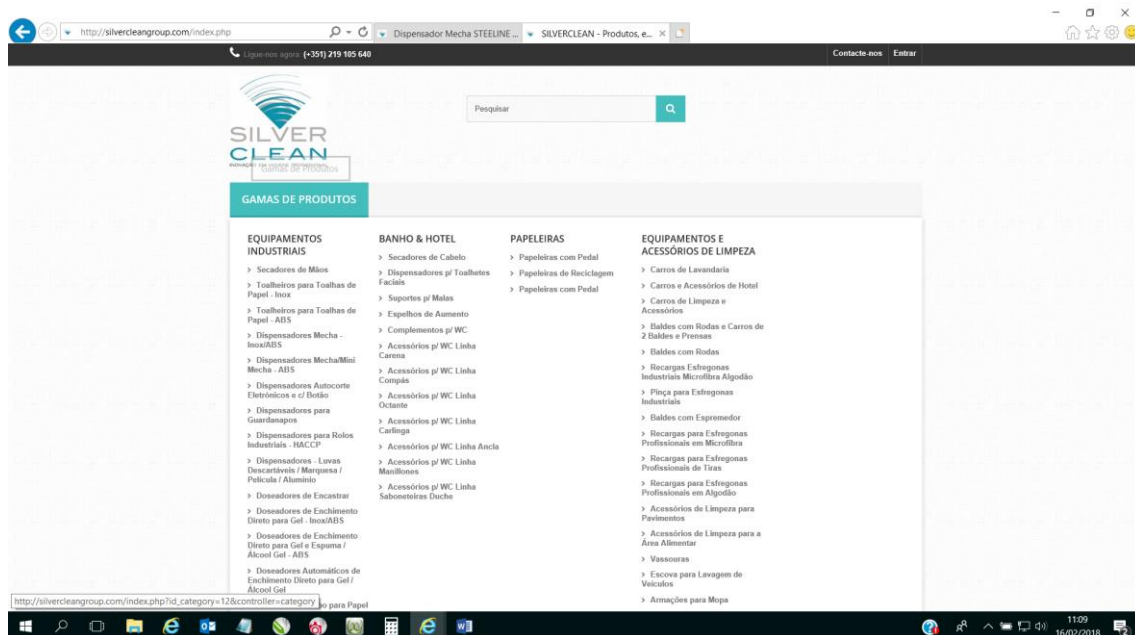 http://silvercleangroup.com/index.php
Dispensador Mecha STEELINE ...
SILVERCLEAN - Produtos, e...
Ligue-nos agora: (+351) 219 105 640
Contacte-nos
Entrar
SILVER
CLEAN
Pesquisar
Gamas de Produtos
GAMAS DE PRODUTOS
EQUIPAMENTOS
INDUSTRIAIS
> Secadores de Mãos
> Toalheiros para Toalhas de
Papel - Inox
> Toalheiros para Toalhas de
Papel - ABS
> Dispensadores Mecha -
Inox/ABS
> Dispensadores Mecha/Mini
Mecha - ABS
> Dispensadores Autocorte
Eletrónicos e c/ Botão
> Dispensadores para
Guardanapos
> Dispensadores para Rolos
Industriais - HACCP
> Dispensadores - Luvas
Descartáveis / Marquesa /
Película / Alumínio
> Doseadores de Encastrar
> Doseadores de Enchimento
Direto para Gel - Inox/ABS
> Doseadores de Enchimento
Direto para Gel e Espuma /
Álcool Gel - ABS
> Doseadores Automáticos de
Enchimento Direto para Gel /
Álcool Gel
para Papel
BANHO & HOTEL
> Secadores de Cabelo
> Dispensadores p/ Toalhetes
Faciais
> Suportes p/ Malas
> Espelhos de Aumento
> Complementos p/ WC
> Acessórios p/ WC Linha
Carena
> Acessórios p/ WC Linha
Compás
> Acessórios p/ WC Linha
Octante
> Acessórios p/ WC Linha
Carlinga
> Acessórios p/ WC Linha Ancla
> Acessórios p/ WC Linha
Manillones
> Acessórios p/ WC Linha
Saboneteiras Duche
PAPELEIRAS
> Papeleiras com Pedal
> Papeleiras de Reciclagem
> Papeleiras com Pedal
EQUIPAMENTOS E
ACESSÓRIOS DE LIMPEZA
> Carros de Lavandaria
> Carros e Acessórios de Hotel
> Carros de Limpeza e
Acessórios
> Baldes com Rodas e Carros de
2 Baldes e Prensas
> Baldes com Rodas
> Recargas Esfregonas
Industriais Microfibra Algodão
> Pinça para Esfregonas
Industriais
> Baldes com Espremedor
> Recargas para Esfregonas
Profissionais em Microfibra
> Recargas para Esfregonas
Profissionais de Tiras
> Recargas para Esfregonas
Profissionais em Algodão
> Acessórios de Limpeza para
Pavimentos
> Acessórios de Limpeza para a
Área Alimentar
> Vassouras
> Escova para Lavagem de
Veículos
> Armações para Mopa
http://silvercleangroup.com/index.php?id_category=12&controller=category
11:09
16/02/2018